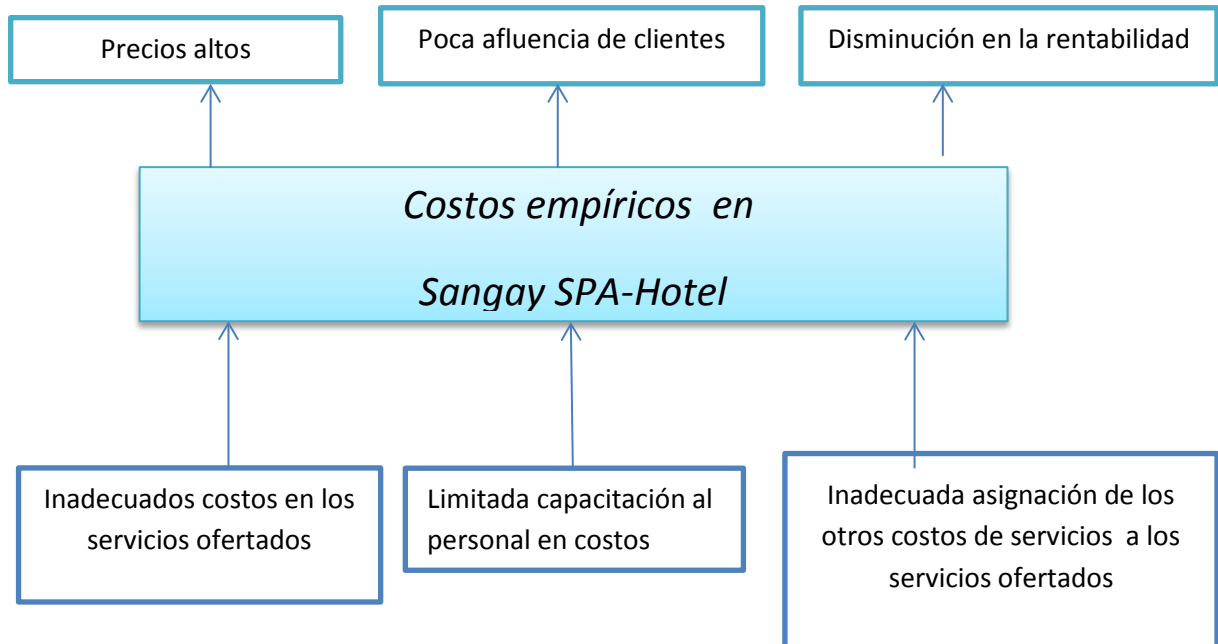 Precios altos
Poca afluencia de clientes
Disminución en la rentabilidad
Costos empíricos en
Sangay SPA-Hotel
Inadecuados costos en los
servicios ofertados
Limitada capacitación al
personal en costos
Inadecuada asignación de los
otros costos de servicios a los
servicios ofertados